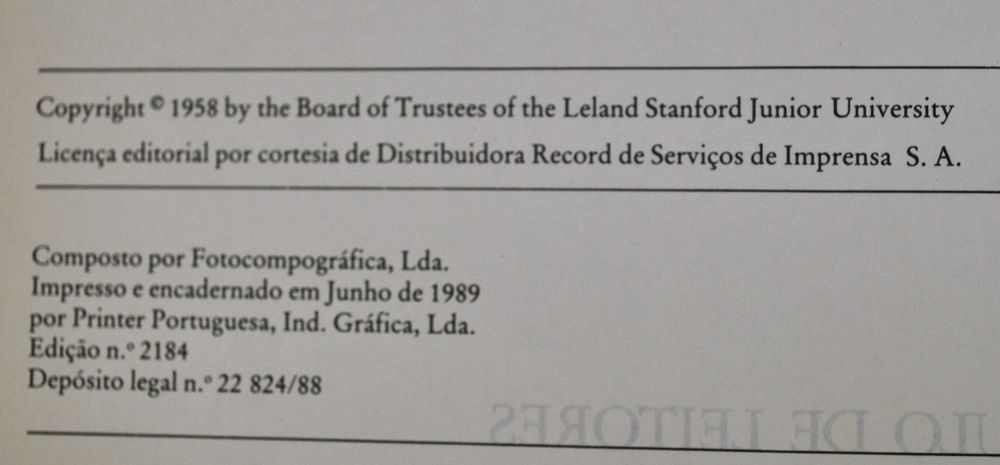 Copyright © 1958 by the Board of Trustees of the Leland Stanford Junior University
Licença editorial por cortesia de Distribuidora Record de Serviços de Imprensa S. A.
Composto por Fotocompográfica, Lda.
Impresso e encadernado em Junho de 1989
por Printer Portuguesa, Ind. Gráfica, Lda.
Edição n.º 2184
Depósito legal n.º 22 824/88
DE LEITORES